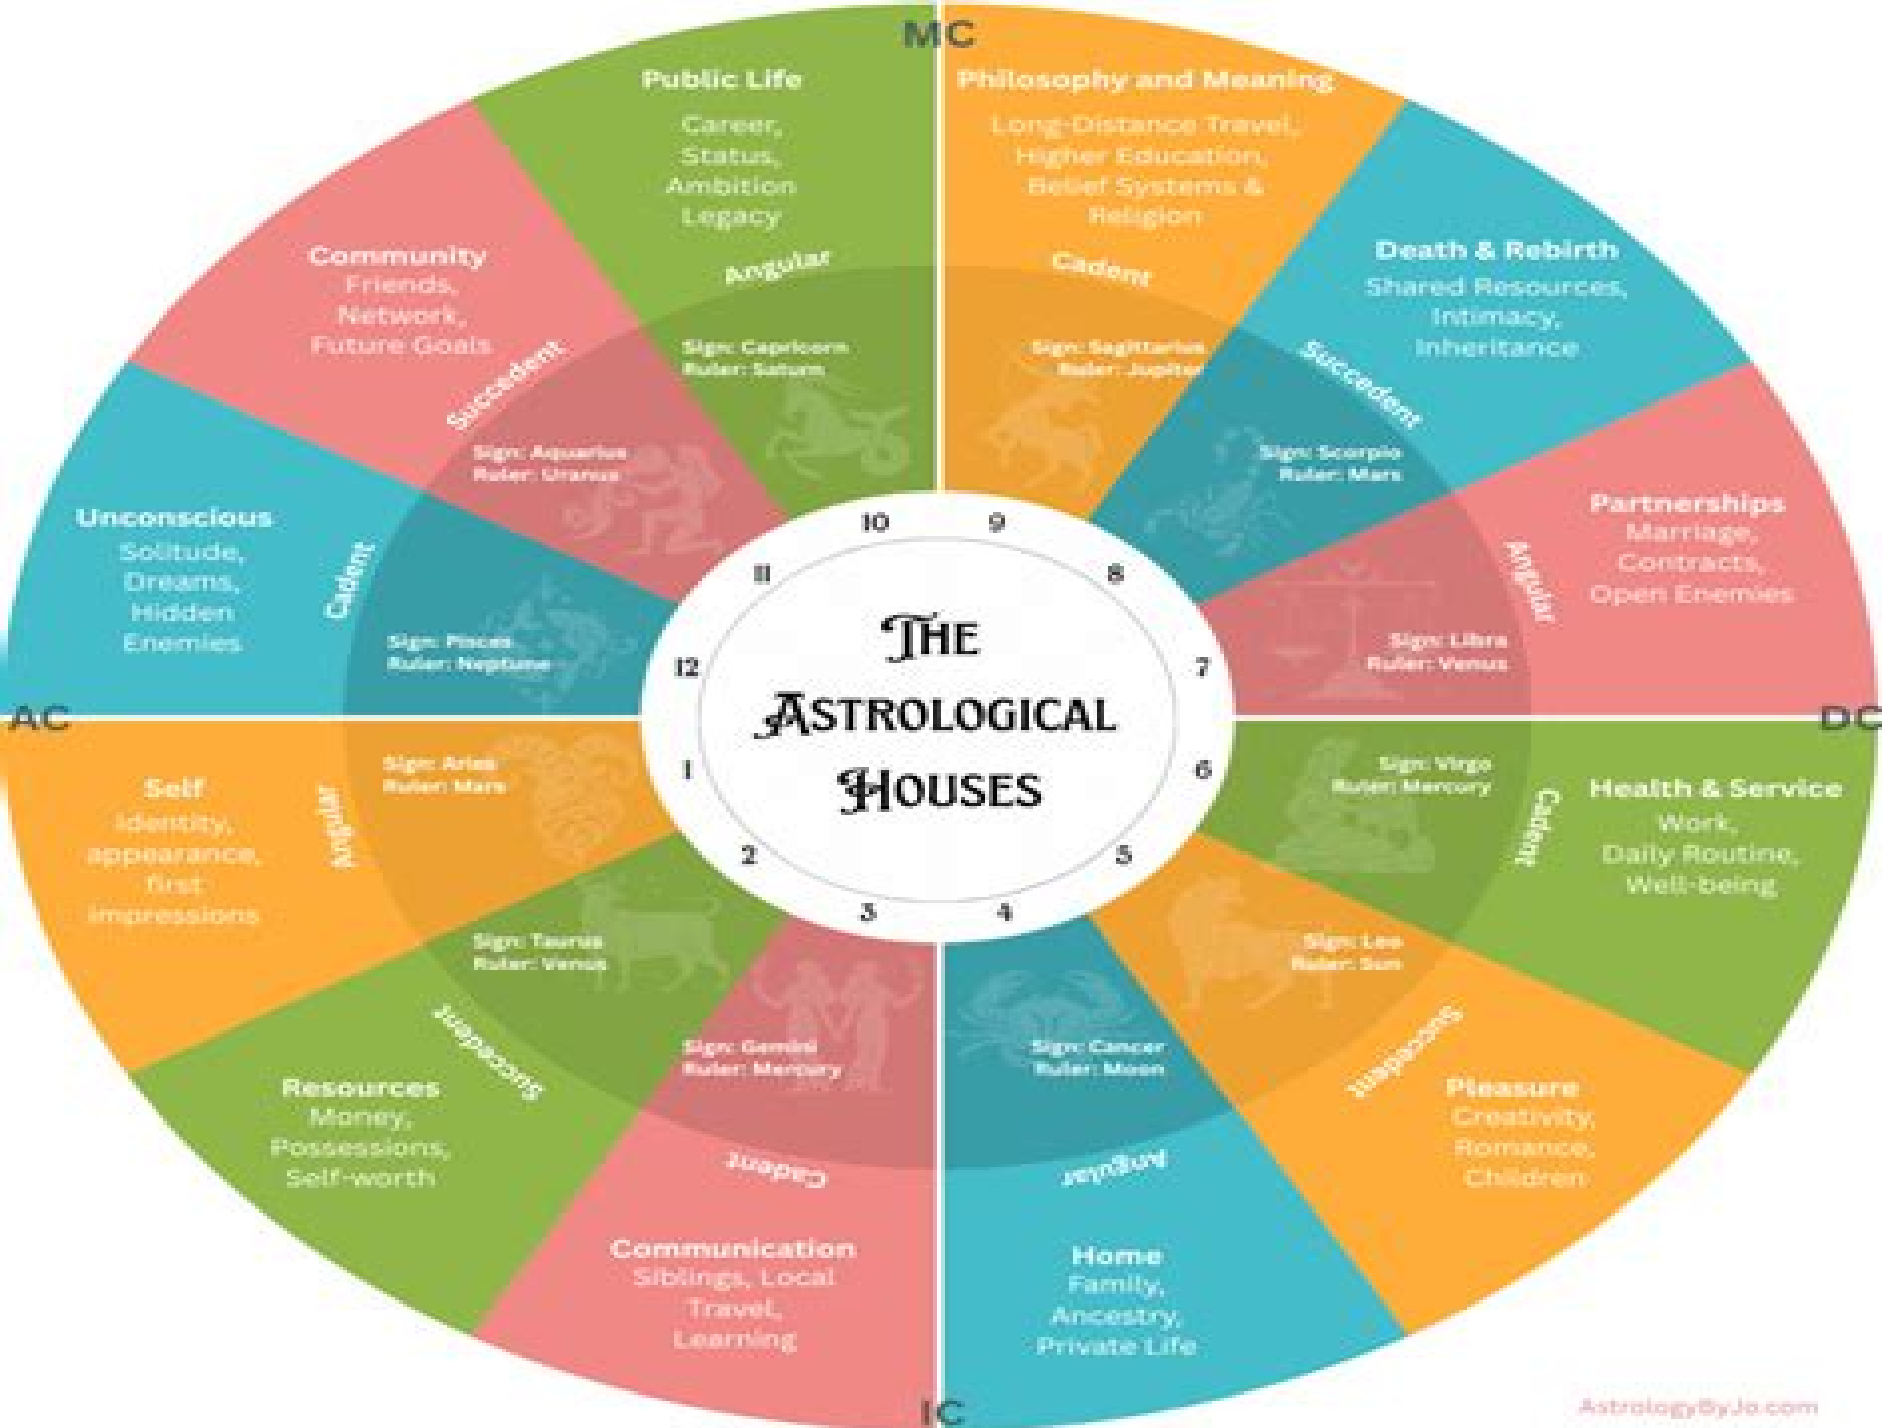 MC
Public Life
Career,
Status,
Ambition
Legacy
Angular
Sign: Capricorn
Ruler: Saturn
10
Philosophy and Meaning
Long-Distance Travel,
Higher Education,
Belief Systems &
Religion
Cadent
Sign: Sagittarius
Ruler: Jupiter
9
Death & Rebirth
Shared Resources,
Intimacy,
Inheritance
Succedent
Sign: Scorpio
Ruler: Mars
8
Partnerships
Marriage,
Contracts,
Open Enemies
Angular
Sign: Libra
Ruler: Venus
7
DC
Health & Service
Work,
Daily Routine,
Well-being
Cadent
Sign: Virgo
Ruler: Mercury
6
Pleasure
Creativity,
Romance,
Children
Succedent
Sign: Leo
Ruler: Sun
5
Home
Family,
Ancestry,
Private Life
Angular
Sign: Cancer
Ruler: Moon
4
IC
Communication
Siblings, Local
Travel,
Learning
Cadent
Sign: Gemini
Ruler: Mercury
3
Resources
Money,
Possessions,
Self-worth
Succedent
Sign: Taurus
Ruler: Venus
2
Self
Identity,
appearance,
first
impressions
Angular
Sign: Aries
Ruler: Mars
1
AC
Unconscious
Solitude,
Dreams,
Hidden
Enemies
Cadent
Sign: Pisces
Ruler: Neptune
12
Community
Friends,
Network,
Future Goals
Succedent
Sign: Aquarius
Ruler: Uranus
11
The
Astrological
Houses
AstrologyByJo.com